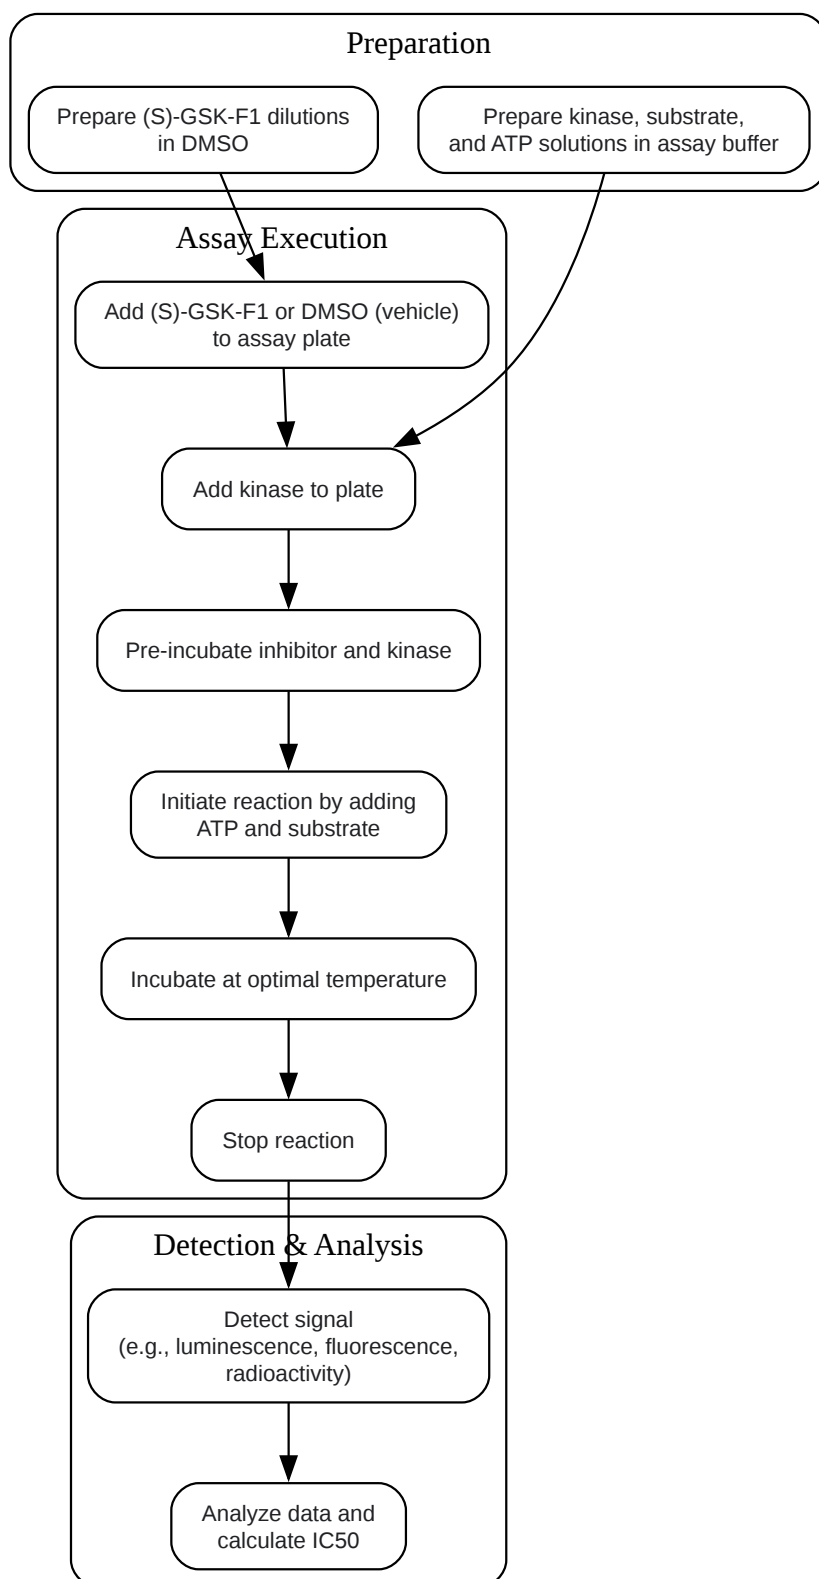 Preparation
Prepare (S)-GSK-F1 dilutions
in DMSO
Prepare kinase, substrate,
and ATP solutions in assay buffer
Assay Execution
Add (S)-GSK-F1 or DMSO (vehicle)
to assay plate
Add kinase to plate
Pre-incubate inhibitor and kinase
Initiate reaction by adding
ATP and substrate
Incubate at optimal temperature
Stop reaction
Detection & Analysis
Detect signal
(e.g., luminescence, fluorescence,
radioactivity)
Analyze data and
calculate IC50